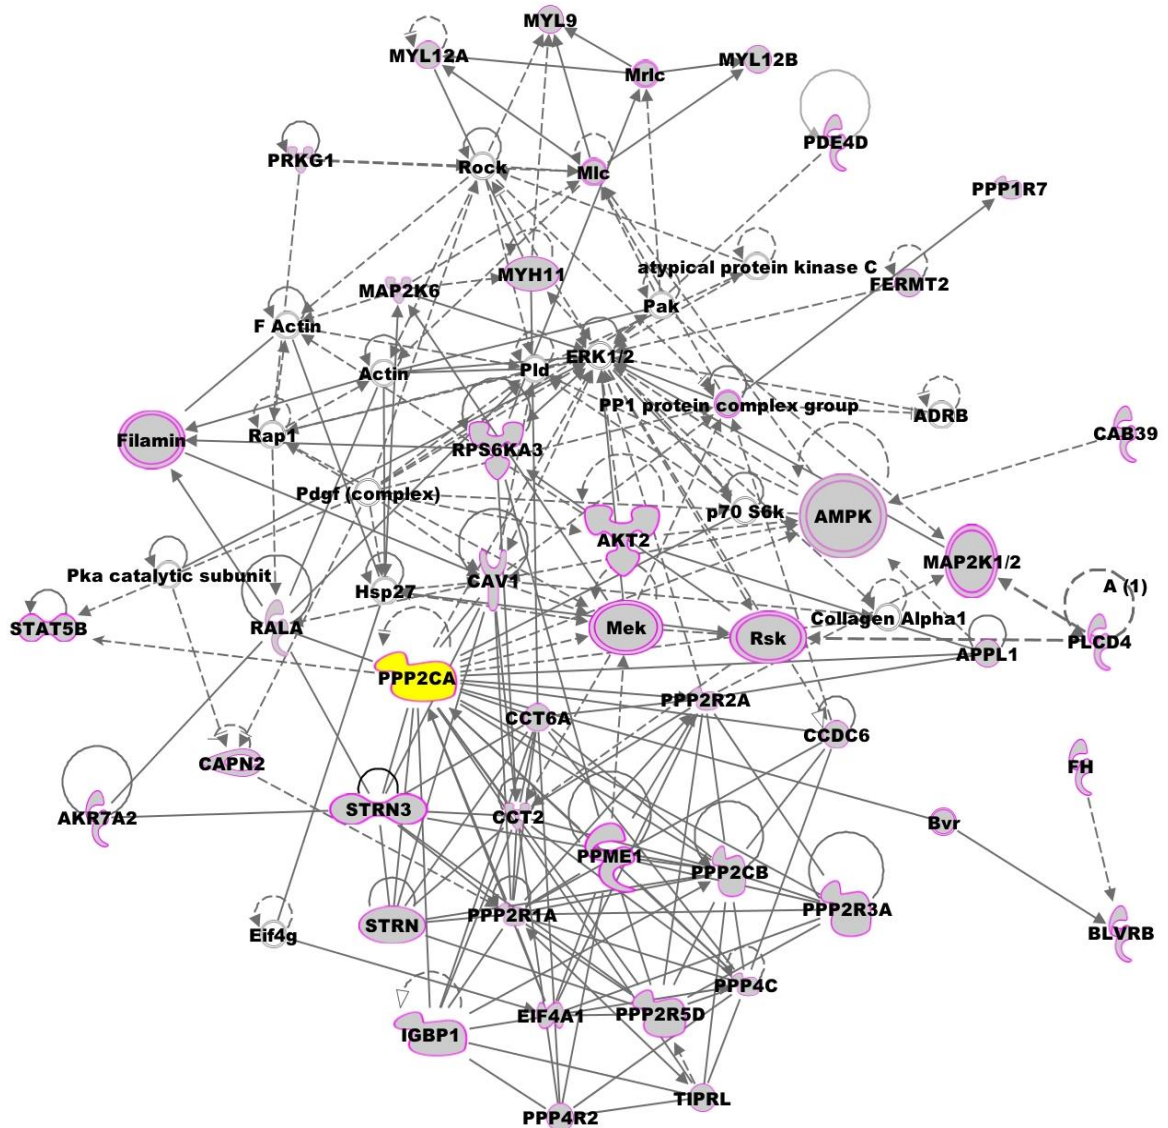 MYL9
MYL12A
MYL12B
Mrlc
PDE4D
PRKG1
Rock
Mlc
PPP1R7
atypical protein kinase C
MYH11
FERMT2
MAP2K6
Pak
F Actin
ERK1/2
Actin
Pld
PP1 protein complex group
ADRB
Filamin
Rap1
CAB39
RPS6KA3
Pdgf (complex)
p70 S6k
AMPK
AKT2
MAP2K1/2
Pka catalytic subunit
CAV1
Hsp27
A (1)
Collagen Alpha1
STAT5B
RALA
Mek
Rsk
PLCD4
APPL1
PPP2CA
PPP2R2A
CCT6A
CCDC6
CAPN2
FH
STRN3
AKR7A2
CCT2
Bvr
PPME1
PPP2CB
PPP2R3A
PPP2R1A
STRN
Eif4g
BLVRB
PPP4C
EIF4A1
PPP2R5D
IGBP1
TIPRL
PPP4R2